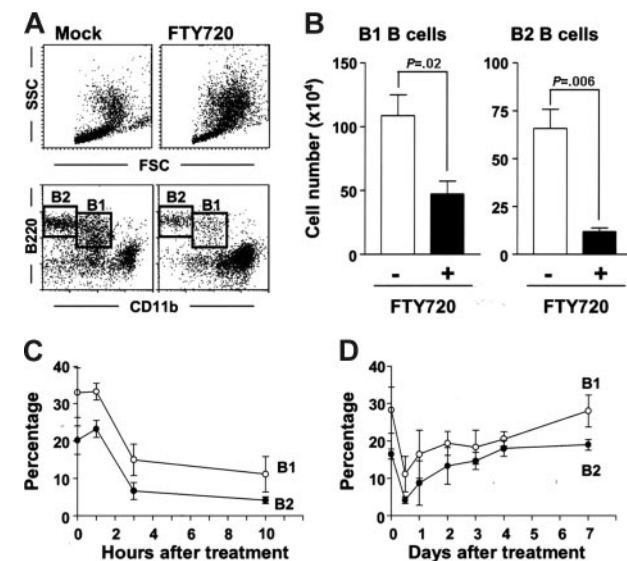 A
Mock FTY720
SSC
FSC
B2 B1 B2 B1
B220
CD11b
B
B1 B cells B2 B cells
Cell number (x10⁴)
150
100
50
0
P=.02
- +
FTY720
100
75
50
25
0
P=.006
- +
FTY720
C
Percentage
40
30
20
10
0
B1
B2
0 2 4 6 8 10
Hours after treatment
D
Percentage
40
30
20
10
0
B1
B2
0 1 2 3 4 5 6 7
Days after treatment